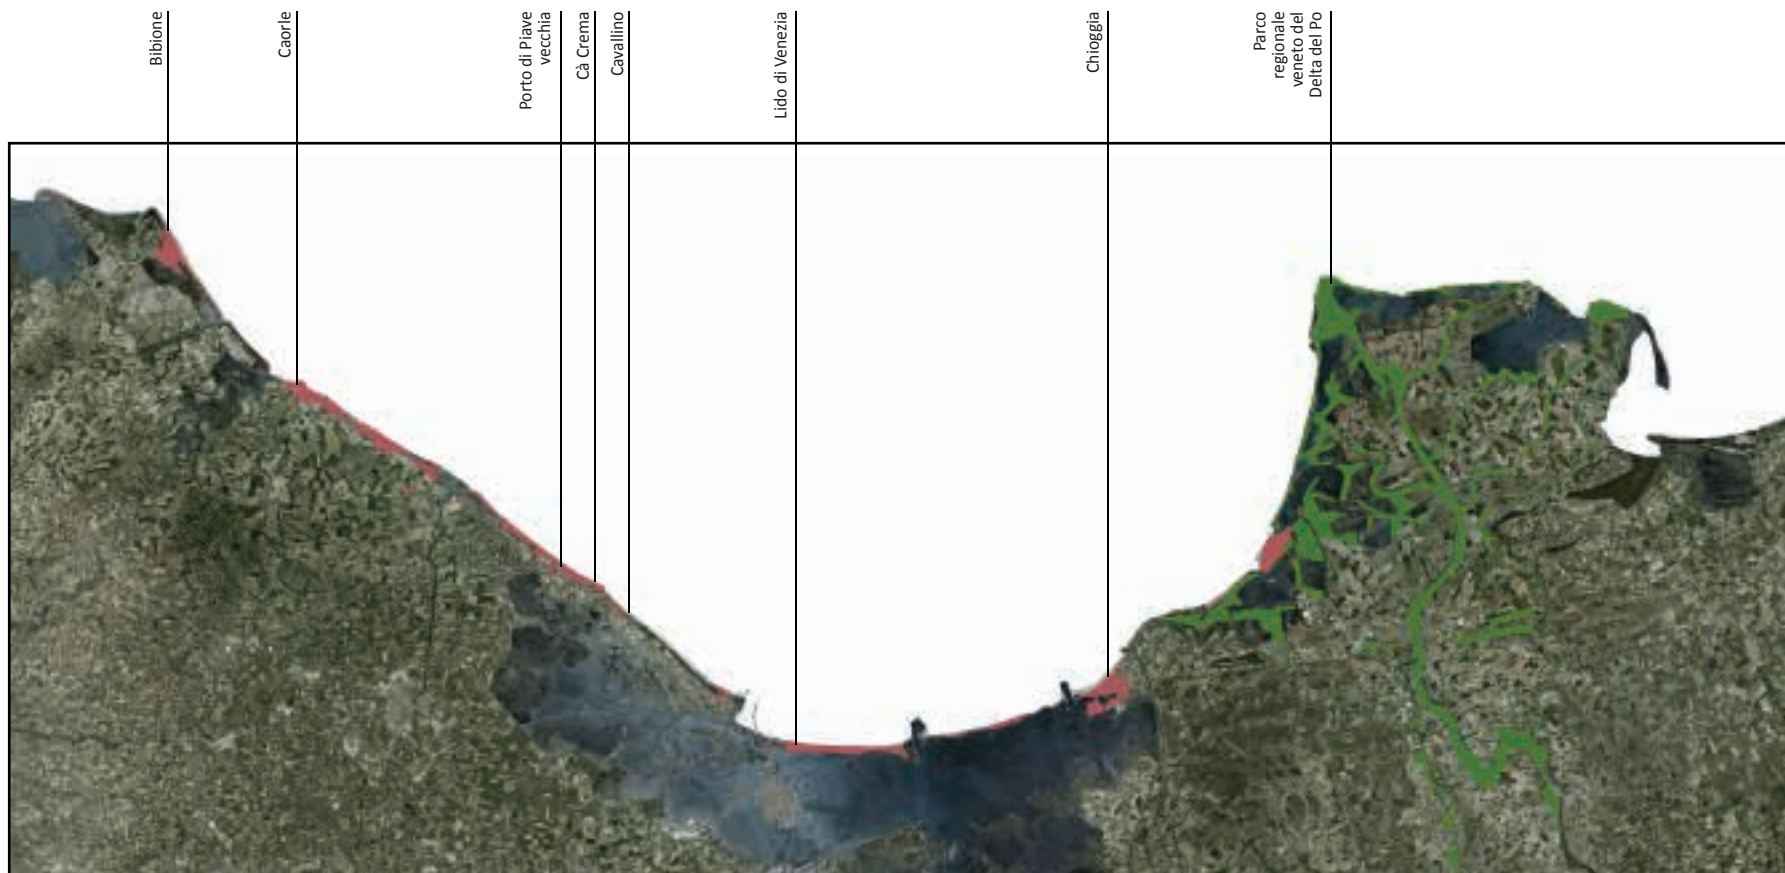 Bibione
Caorle
Porto di Piave
vecchia
Cà Crema
Cavallino
Lido di Venezia
Chioggia
Parco
regionale
veneto del
Delta del Po